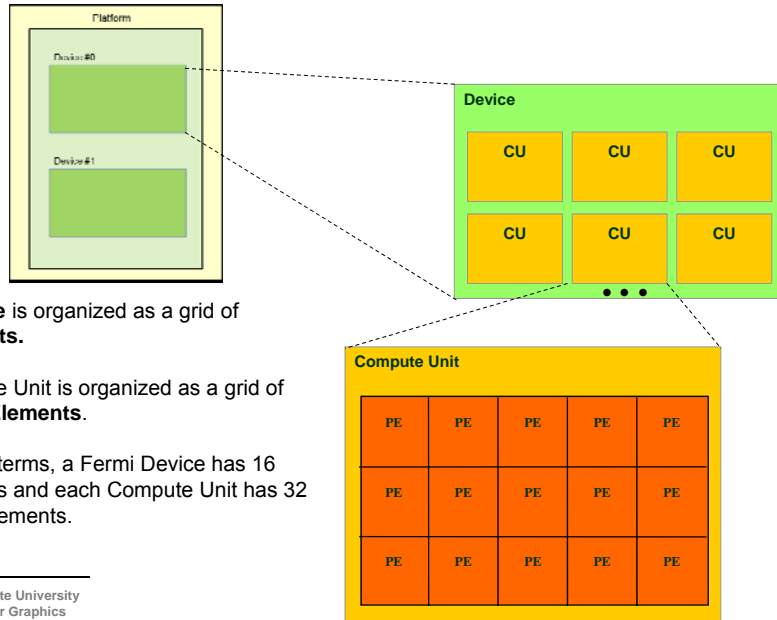 Platform
Device #0
Device #1
Device
CU CU CU
CU CU CU
• • •
e is organized as a grid of
ts.
e Unit is organized as a grid of
Elements.
terms, a Fermi Device has 16
s and each Compute Unit has 32
ements.
Compute Unit
PE PE PE PE PE
PE PE PE PE PE
PE PE PE PE PE
te University
r Graphics